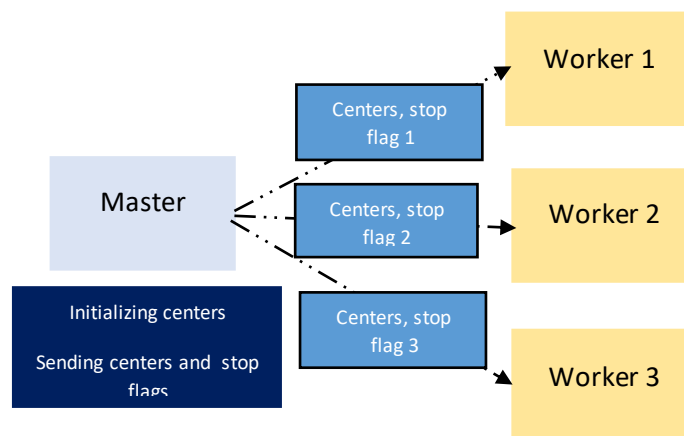 Worker 1
Centers, stop
flag 1
Master
Centers, stop
flag 2
Worker 2
Initializing centers
Sending centers and stop
flags
Centers, stop
flag 3
Worker 3